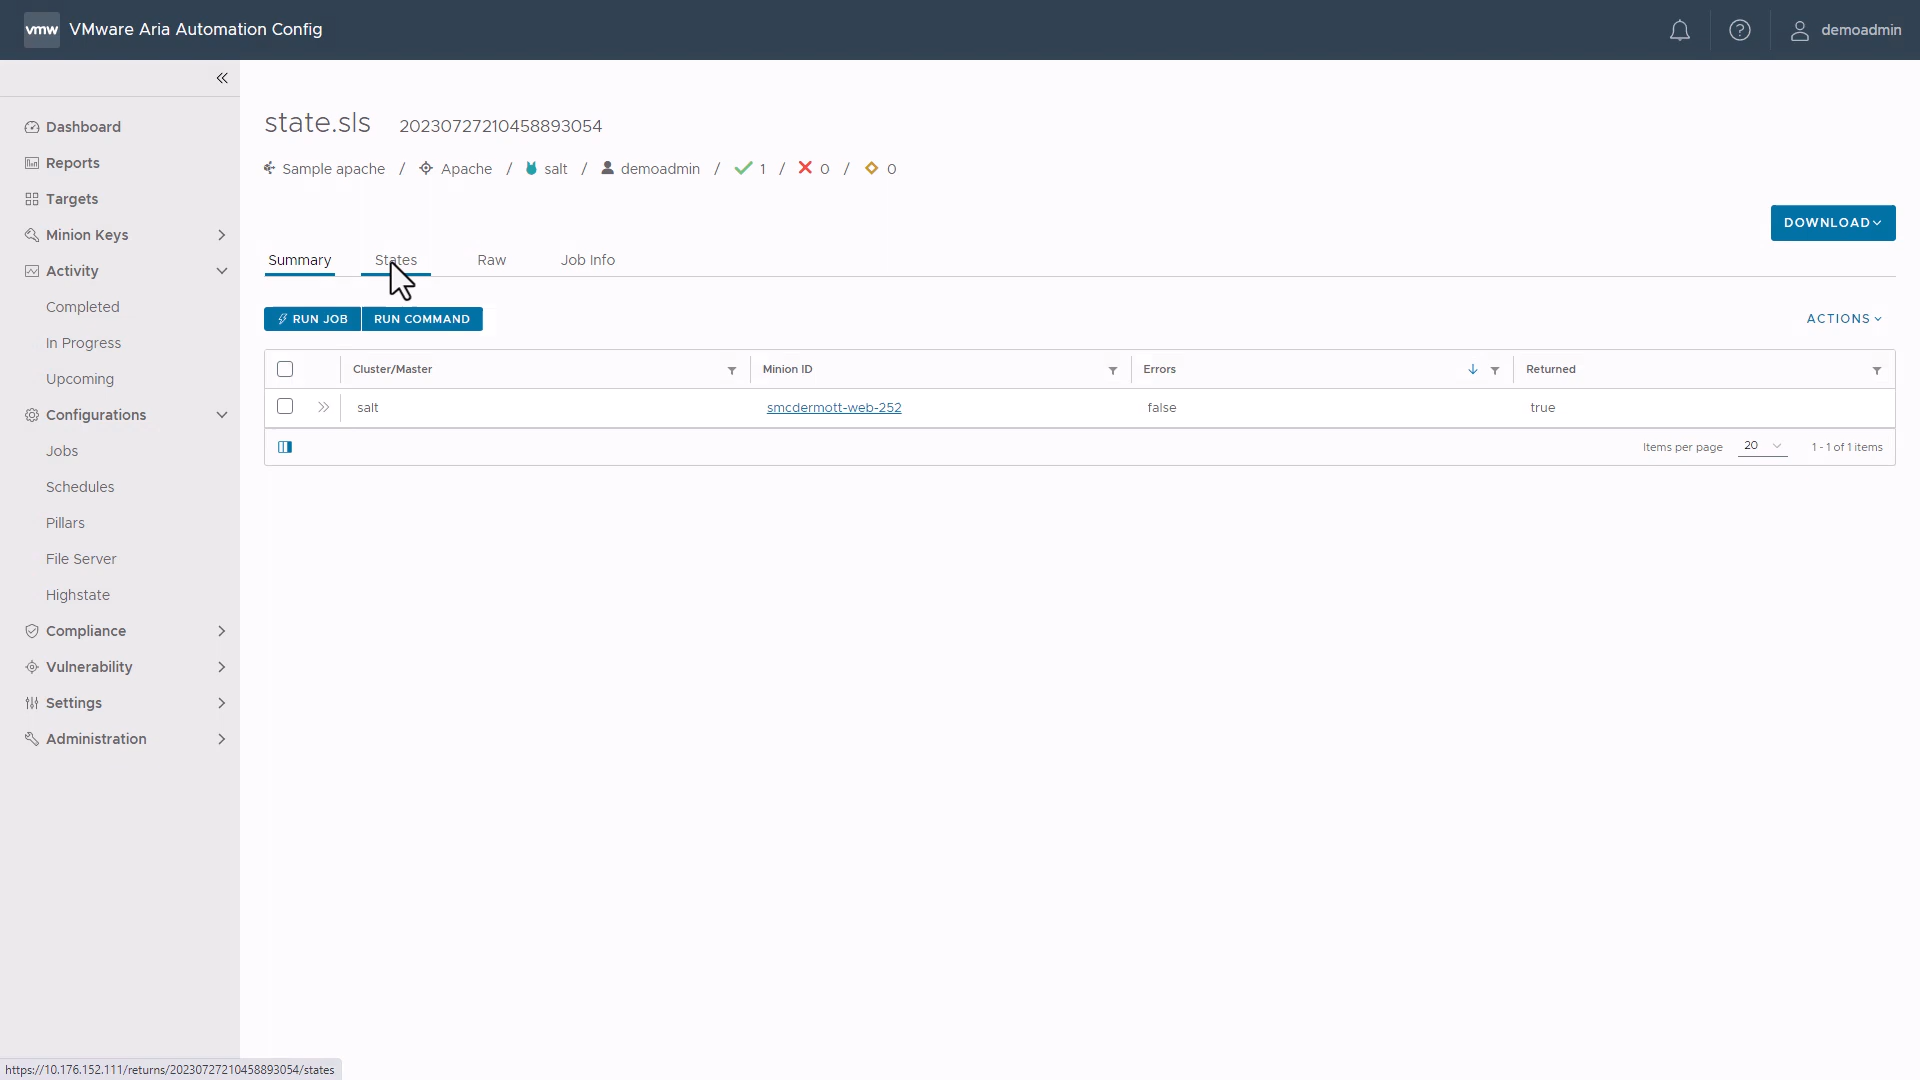 vmw VMware Aria Automation Config
demoadmin
Dashboard
Reports
Targets
Minion Keys
Activity
Completed
In Progress
Upcoming
Configurations
Jobs
Schedules
Pillars
File Server
Highstate
Compliance
Vulnerability
Settings
Administration
state.sls 20230727210458893054
Sample apache / Apache / salt / demoadmin / 1 / 0 / 0
DOWNLOAD
Summary States Raw Job Info
RUN JOB RUN COMMAND ACTIONS
Cluster/Master Minion ID Errors Returned
salt smcdermott-web-252 false true
Items per page 20 1 - 1 of 1 items
https://10.176.152.111/returns/20230727210458893054/states